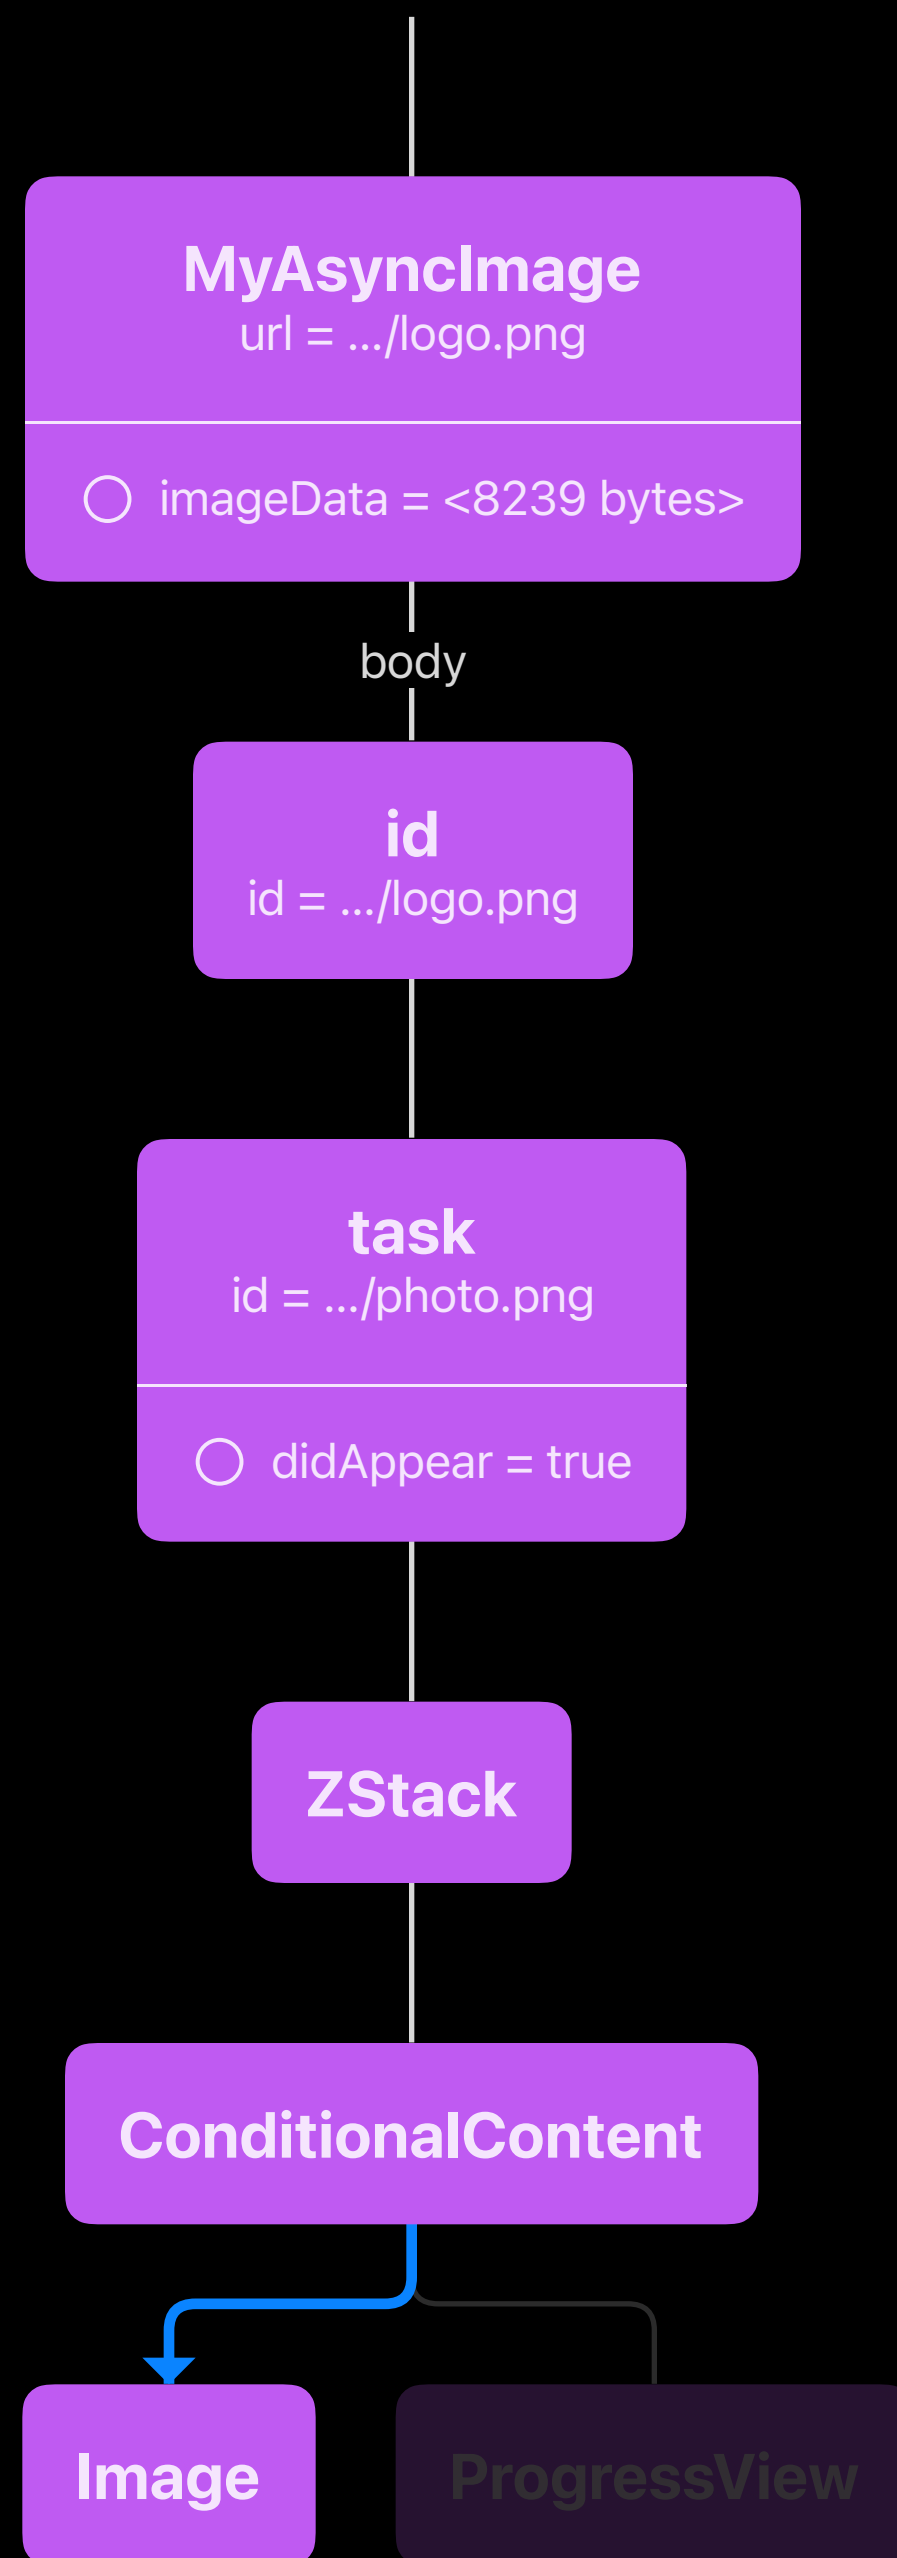 MyAsyncImage
url = .../logo.png
imageData = <8239 bytes>
body
id
id = .../logo.png
task
id = .../photo.png
didAppear = true
ZStack
ConditionalContent
Image
ProgressView